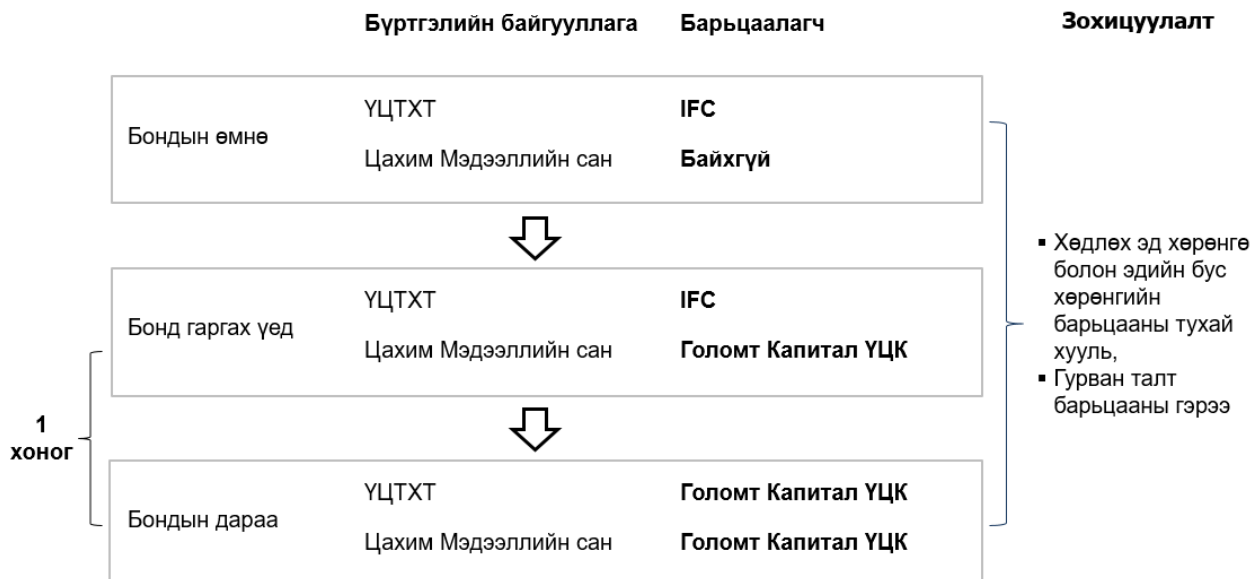 Бүртгэлийн байгууллага Барьцаалагч Зохицуулалт
Бондын өмнө
ҮЦТХТ IFC
Цахим Мэдээллийн сан Байхгүй
Бонд гаргах үед
ҮЦТХТ IFC
Цахим Мэдээллийн сан Голомт Капитал ҮЦК
1
хоног
Бондын дараа
ҮЦТХТ Голомт Капитал ҮЦК
Цахим Мэдээллийн сан Голомт Капитал ҮЦК
▪ Хөдлөх эд хөрөнгө
болон эдийн бус
хөрөнгийн
барьцааны тухай
хууль,
▪ Гурван талт
барьцааны гэрээ